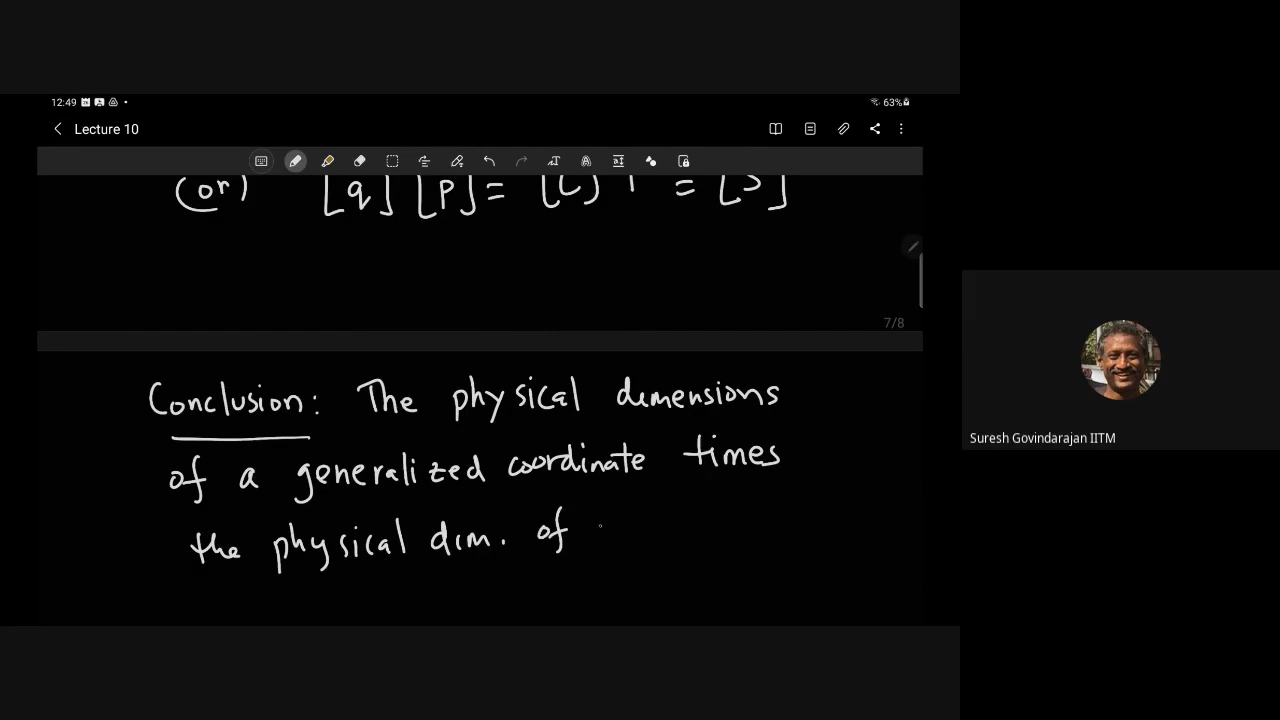 12:49
63%
Lecture 10
(or) [q] [p] = [L] T = [S]
7/8
Conclusion: The physical dimensions
of a generalized coordinate times
the physical dim. of
Suresh Govindarajan IITM